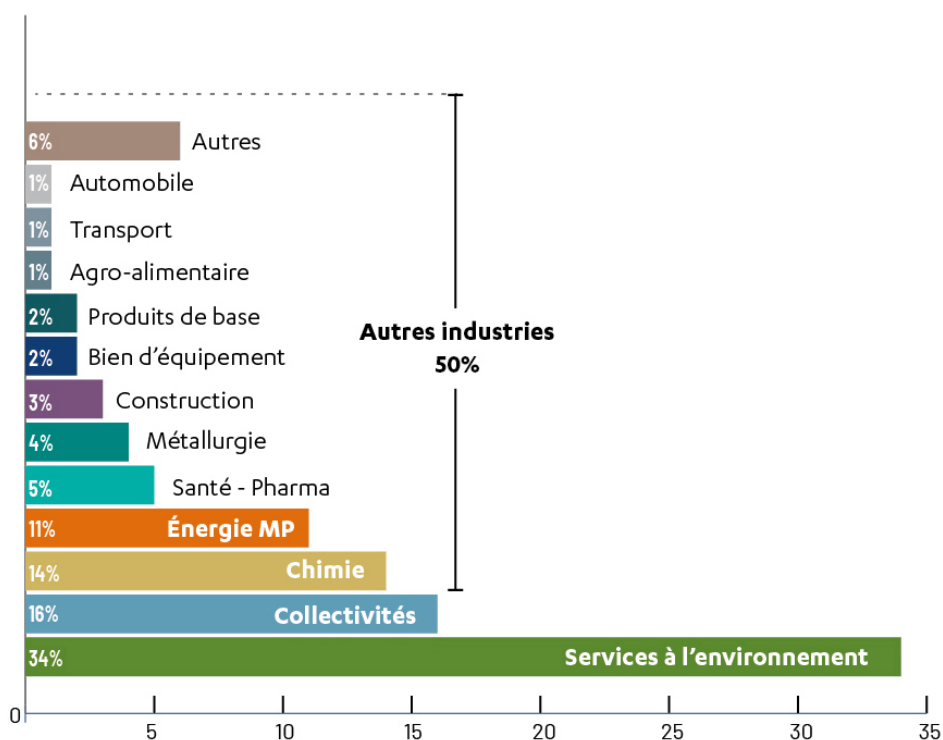 6% Autres
1% Automobile
1% Transport
1% Agro-alimentaire
2% Produits de base
Autres industries
50%
2% Bien d'équipement
3% Construction
4% Métallurgie
5% Santé - Pharma
11% Énergie MP
14% Chimie
16% Collectivités
34% Services à l'environnement
0 5 10 15 20 25 30 35